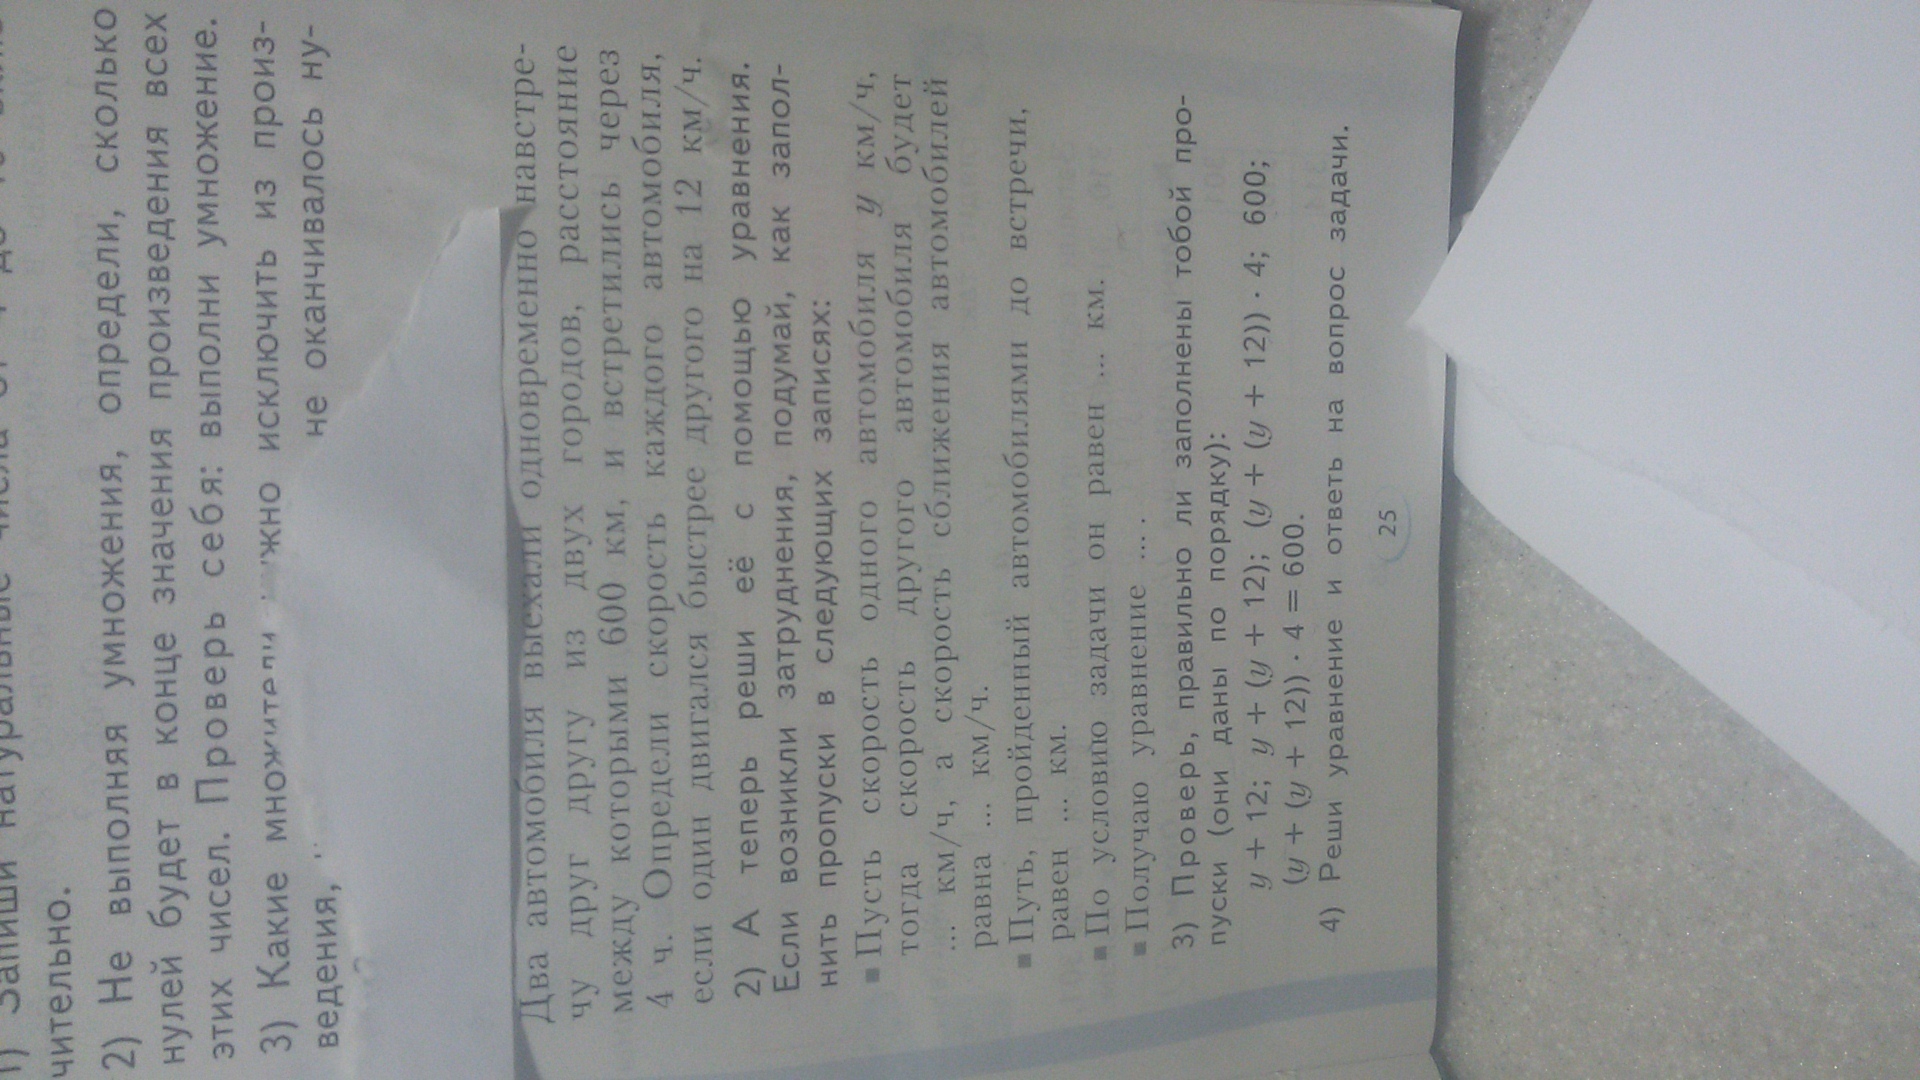 чительно.
2) Не выполняя умножения, определи, сколько
нулей будет в конце значения произведения всех
этих чисел. Проверь себя: выполни умножение.
3) Какие множители исключить из произ-
ведения, не оканчивалось ну-
Два автомобиля выехали одновременно навстре-
чу друг другу из двух городов, расстояние
между которыми 600 км, и встретились через
4 ч. Определи скорость каждого автомобиля,
если один двигался быстрее другого на 12 км/ч.
2) А теперь реши её с помощью уравнения.
Если возникли затруднения, подумай, как запол-
нить пропуски в следующих записях:
▪ Пусть скорость одного автомобиля y км/ч,
тогда скорость другого автомобиля будет
... км/ч, а скорость сближения автомобилей
равна ... км/ч.
▪ Путь, пройденный автомобилями до встречи,
равен ... км.
▪ По условию задачи он равен ... км.
▪ Получаю уравнение ... .
3) Проверь, правильно ли заполнены тобой про-
пуски (они даны по порядку):
y + 12; y + (y + 12); (y + (y + 12)) · 4; 600;
(y + (y + 12)) · 4 = 600.
4) Реши уравнение и ответь на вопрос задачи.
25